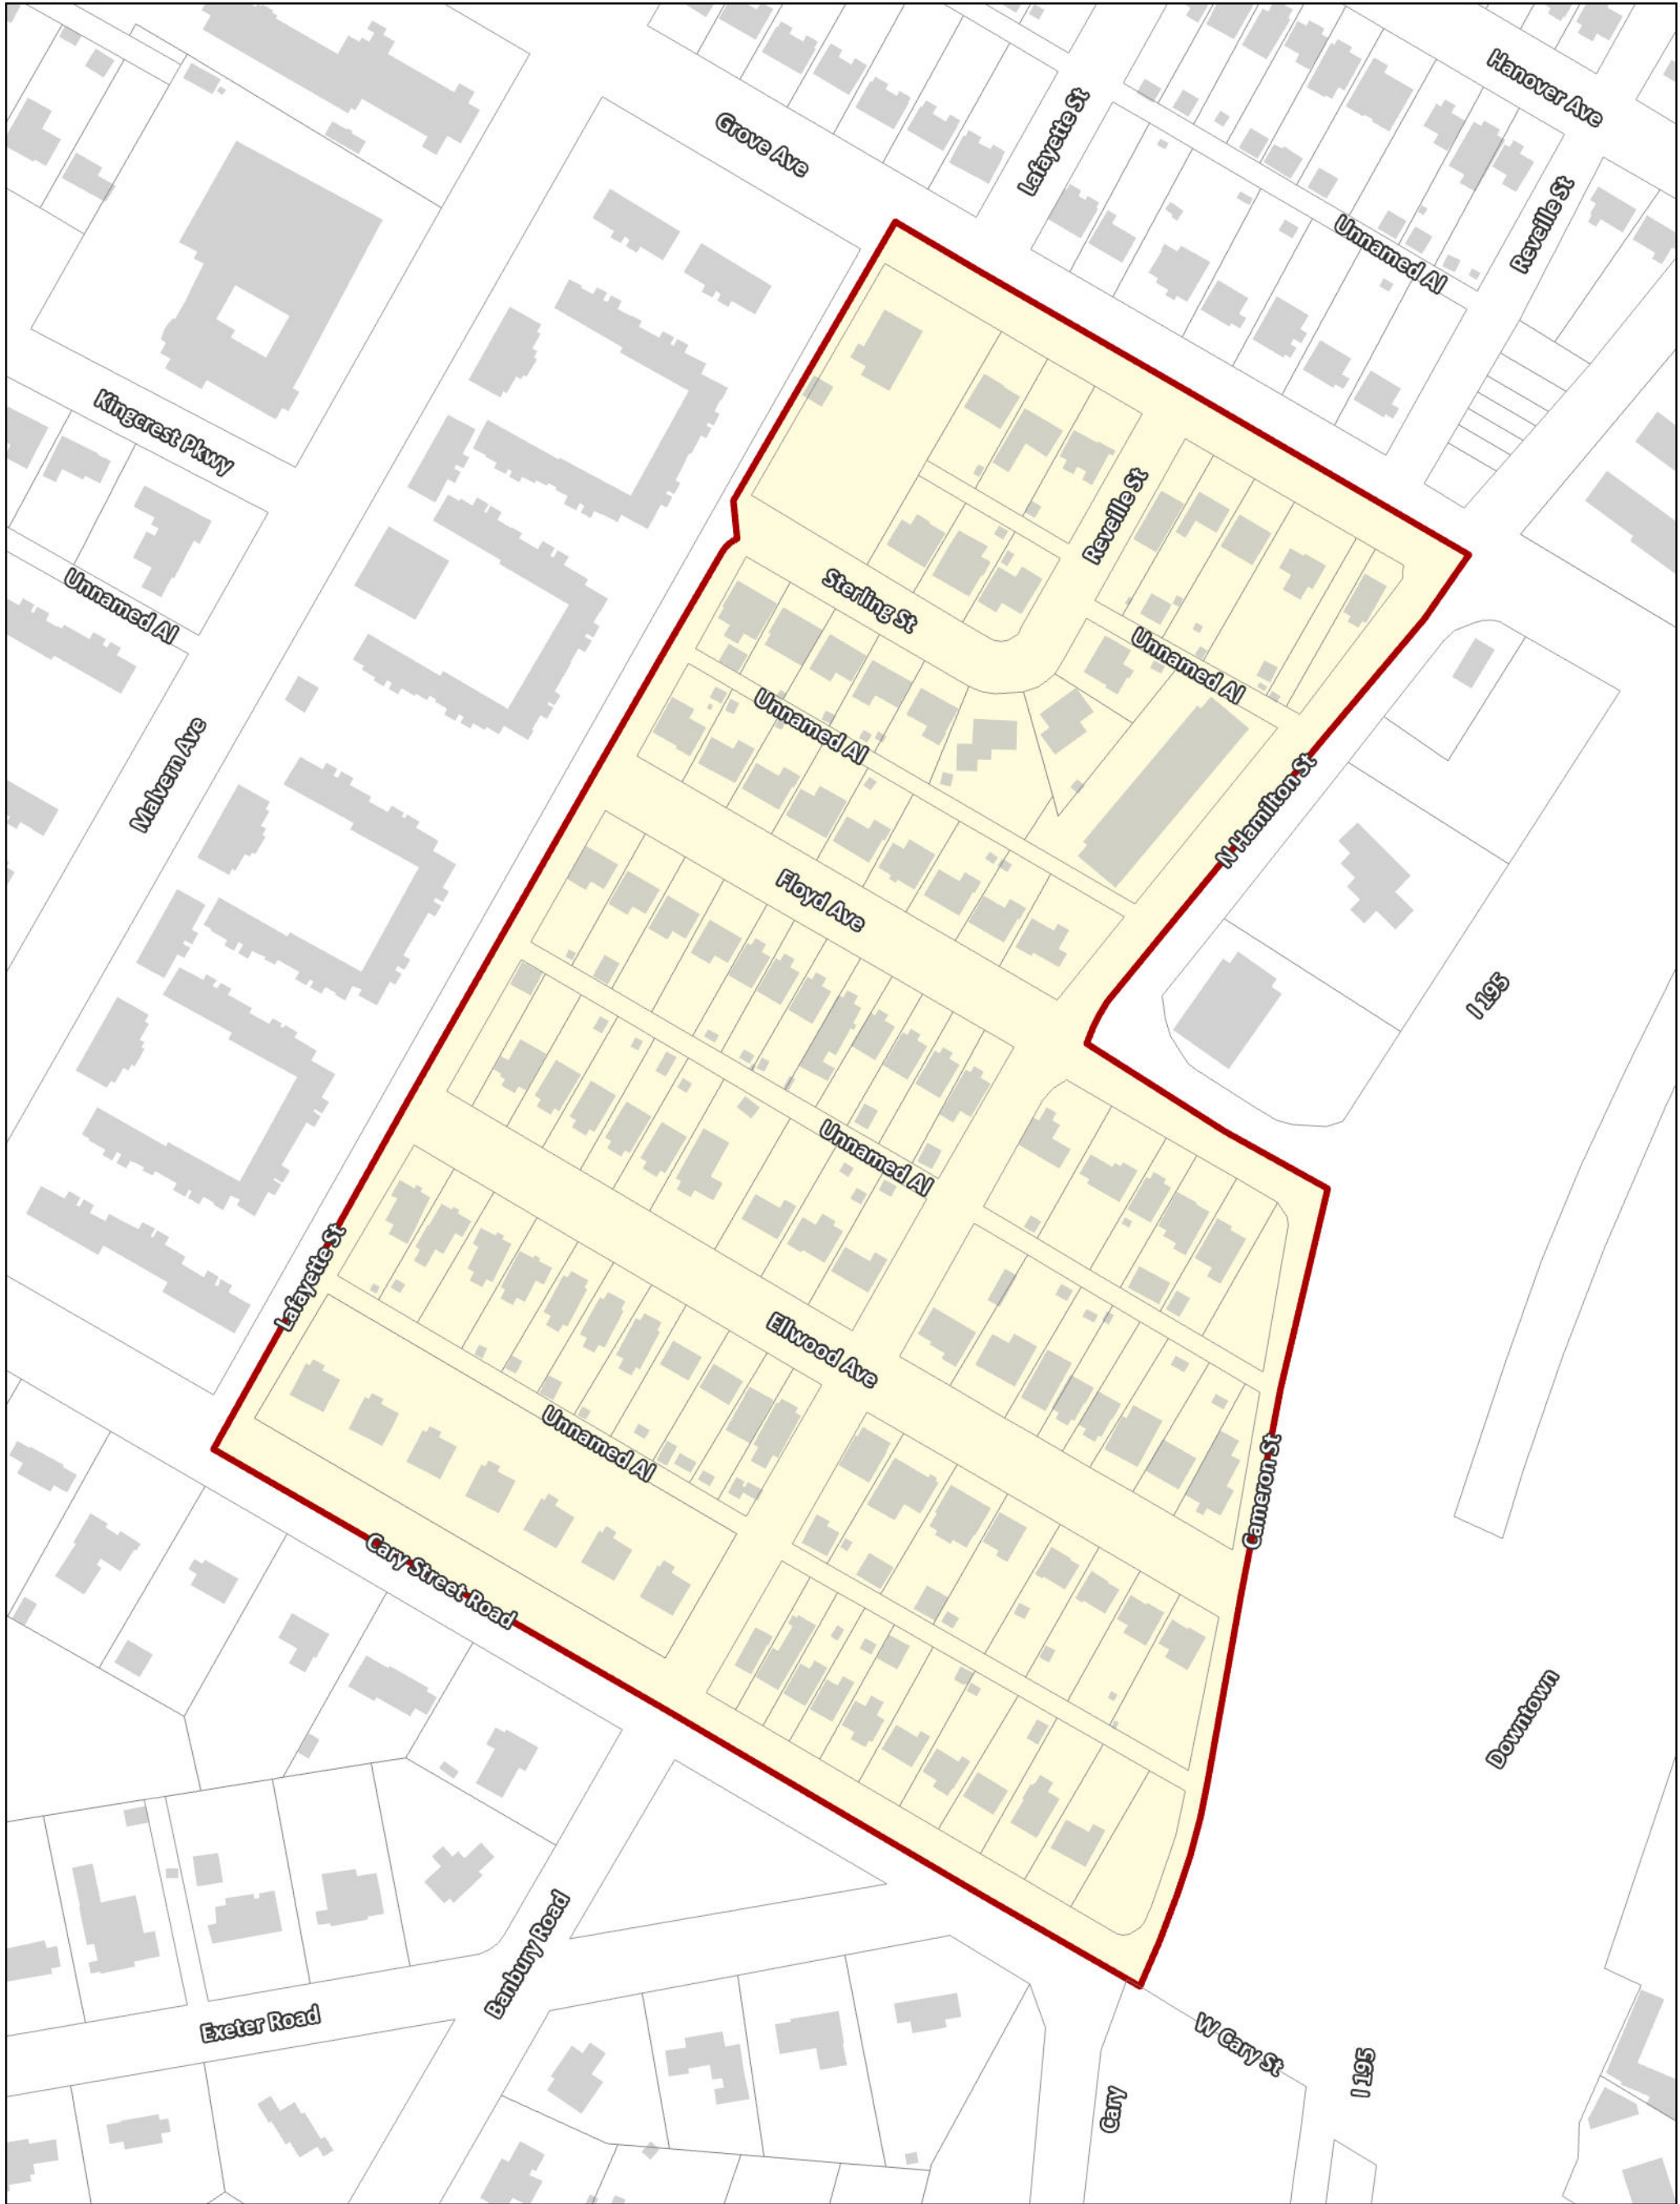 Hanover Ave
Grove Ave
Lafayette St
Reveille St
Unnamed Al
Kingcrest Pkwy
Reveille St
Unnamed Al
Sterling St
Unnamed Al
Unnamed Al
Malvern Ave
N Hamilton St
Floyd Ave
I 195
Unnamed Al
Lafayette St
Ellwood Ave
Unnamed Al
Cameron St
Cary Street Road
Downtown
Banbury Road
Exeter Road
W Cary St
I 195
Cary